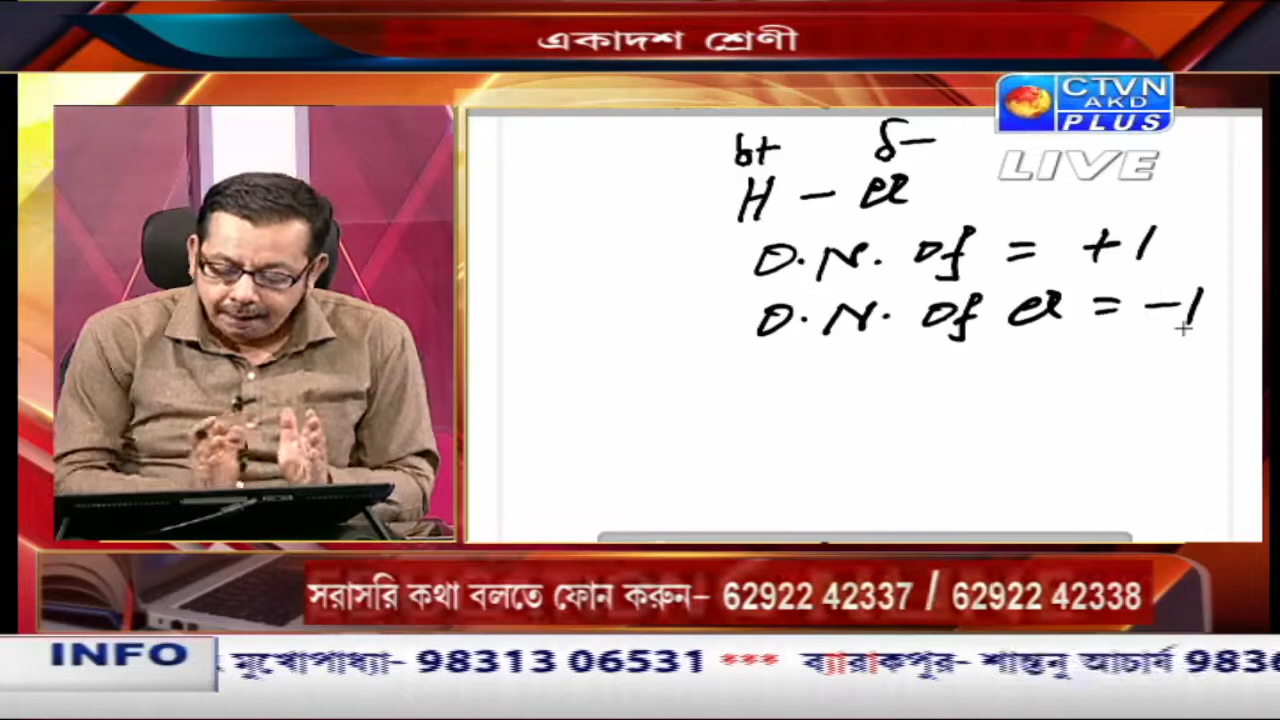 একাদশ শ্রেণী
CTVN
AKD
PLUS
LIVE
δ+ δ–
H – Cl
O.N. of = +1
O.N. of Cl = –1
সরাসরি কথা বলতে ফোন করুন– 62922 42337 / 62922 42338
INFO মুখোপাধ্যা- 98313 06531 *** ব্যারাকপুর- শান্তনু আচার্য 983